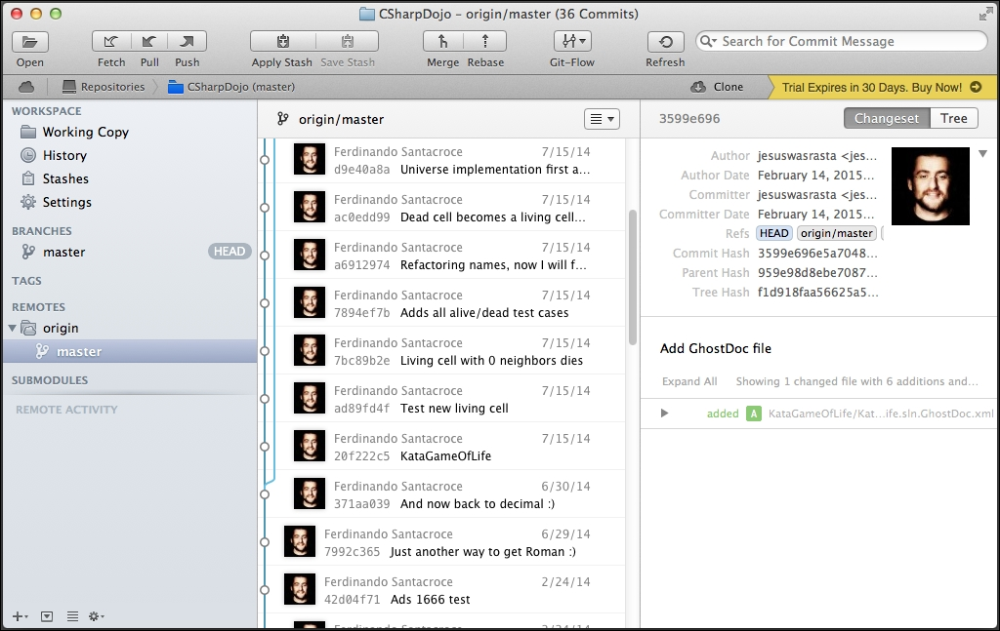 CSharpDojo – origin/master (36 Commits)
Open
Fetch Pull Push
Apply Stash Save Stash
Merge Rebase
Git-Flow
Refresh
Search for Commit Message
Repositories
CSharpDojo (master)
Clone
Trial Expires in 30 Days. Buy Now!
WORKSPACE
Working Copy
History
Stashes
Settings
BRANCHES
master HEAD
TAGS
REMOTES
origin
master
SUBMODULES
REMOTE ACTIVITY
origin/master
Ferdinando Santacroce 7/15/14
d9e40a8a Universe implementation first a...
Ferdinando Santacroce 7/15/14
ac0edd99 Dead cell becomes a living cell...
Ferdinando Santacroce 7/15/14
a6912974 Refactoring names, now I will f...
Ferdinando Santacroce 7/15/14
7894ef7b Adds all alive/dead test cases
Ferdinando Santacroce 7/15/14
7bc89b2e Living cell with 0 neighbors dies
Ferdinando Santacroce 7/15/14
ad89fd4f Test new living cell
Ferdinando Santacroce 7/15/14
20f222c5 KataGameOfLife
Ferdinando Santacroce 6/30/14
371aa039 And now back to decimal :)
Ferdinando Santacroce 6/29/14
7992c365 Just another way to get Roman :)
Ferdinando Santacroce 2/24/14
42d04f71 Ads 1666 test
3599e696
Changeset Tree
Author jesuswasrasta <jes...
Author Date February 14, 2015...
Committer jesuswasrasta <jes...
Committer Date February 14, 2015...
Refs HEAD origin/master
Commit Hash 3599e696e5a7048...
Parent Hash 959e98d8ebe7087...
Tree Hash f1d918faa56625a5...
Add GhostDoc file
Expand All Showing 1 changed file with 6 additions and...
added A KataGameOfLife/Kat...ife.sln.GhostDoc.xml